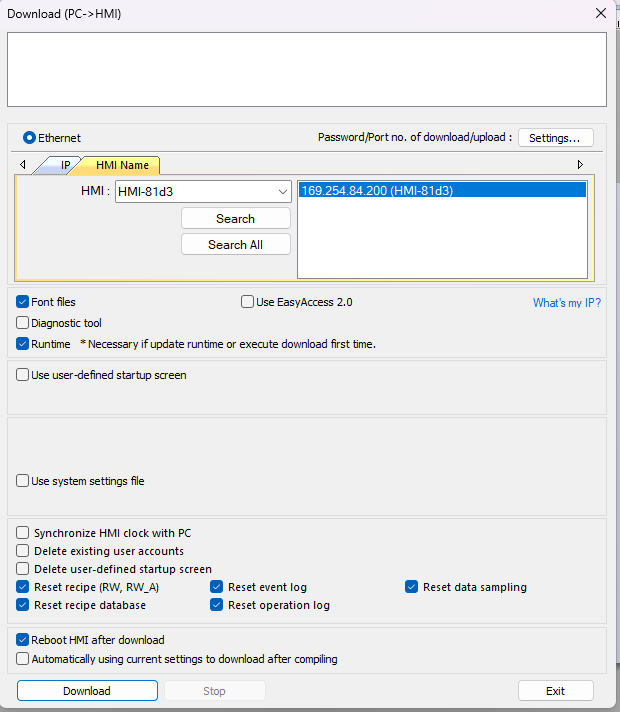 Download (PC->HMI)
Ethernet Password/Port no. of download/upload : Settings...
IP HMI Name
HMI : HMI-81d3 169.254.84.200 (HMI-81d3)
Search
Search All
Font files Use EasyAccess 2.0 What's my IP?
Diagnostic tool
Runtime * Necessary if update runtime or execute download first time.
Use user-defined startup screen
Use system settings file
Synchronize HMI clock with PC
Delete existing user accounts
Delete user-defined startup screen
Reset recipe (RW, RW_A) Reset event log Reset data sampling
Reset recipe database Reset operation log
Reboot HMI after download
Automatically using current settings to download after compiling
Download Stop Exit